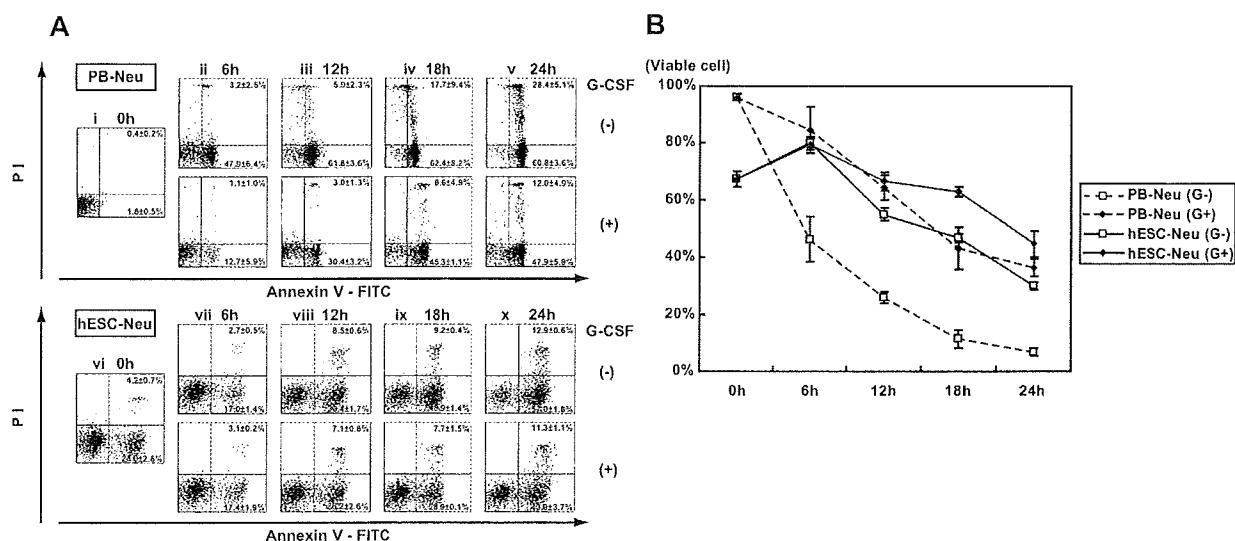 A
PB-Neu
i 0h
0.4±0.2%
1.8±0.5%
ii 6h
iii 12h
iv 18h
v 24h
G-CSF
3.2±2.5%
17.7±9.4%
28.4±5.1%
(-)
61.8±3.6%
62.4±8.2%
60.8±3.6%
1.1±1.0%
3.0±1.3%
8.6±4.9%
12.0±4.9%
(+)
12.7±5.9%
30.4±3.2%
45.3±1.1%
47.9±5.8%
PI
Annexin V - FITC
hESC-Neu
vi 0h
4.2±0.7%
vii 6h
viii 12h
ix 18h
x 24h
G-CSF
2.7±0.5%
8.5±0.6%
9.2±0.4%
12.9±0.6%
(-)
17.0±1.4%
3.1±0.2%
7.1±0.8%
7.7±1.5%
11.3±1.1%
(+)
17.4±1.9%
PI
Annexin V - FITC
B
(Viable cell)
100%
80%
60%
40%
20%
0%
0h 6h 12h 18h 24h
PB-Neu (G-)
PB-Neu (G+)
hESC-Neu (G-)
hESC-Neu (G+)